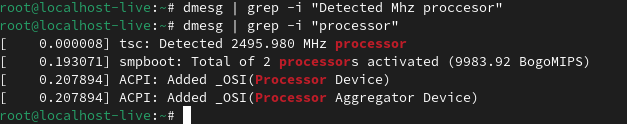 root@localhost-live:~# dmesg | grep -i "Detected Mhz proccesor"
root@localhost-live:~# dmesg | grep -i "processor"
[    0.000008] tsc: Detected 2495.980 MHz processor
[    0.193071] smpboot: Total of 2 processors activated (9983.92 BogoMIPS)
[    0.207894] ACPI: Added _OSI(Processor Device)
[    0.207894] ACPI: Added _OSI(Processor Aggregator Device)
root@localhost-live:~#